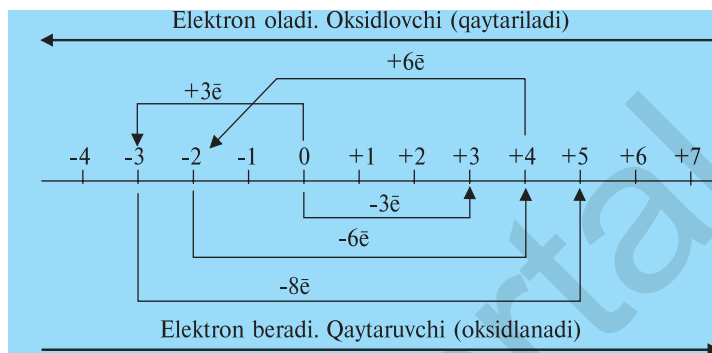 Elektron oladi. Oksidlovchi (qaytariladi)
+6ē
+3ē
-4 -3 -2 -1 0 +1 +2 +3 +4 +5 +6 +7
-3ē
-6ē
-8ē
Elektron beradi. Qaytaruvchi (oksidlanadi)